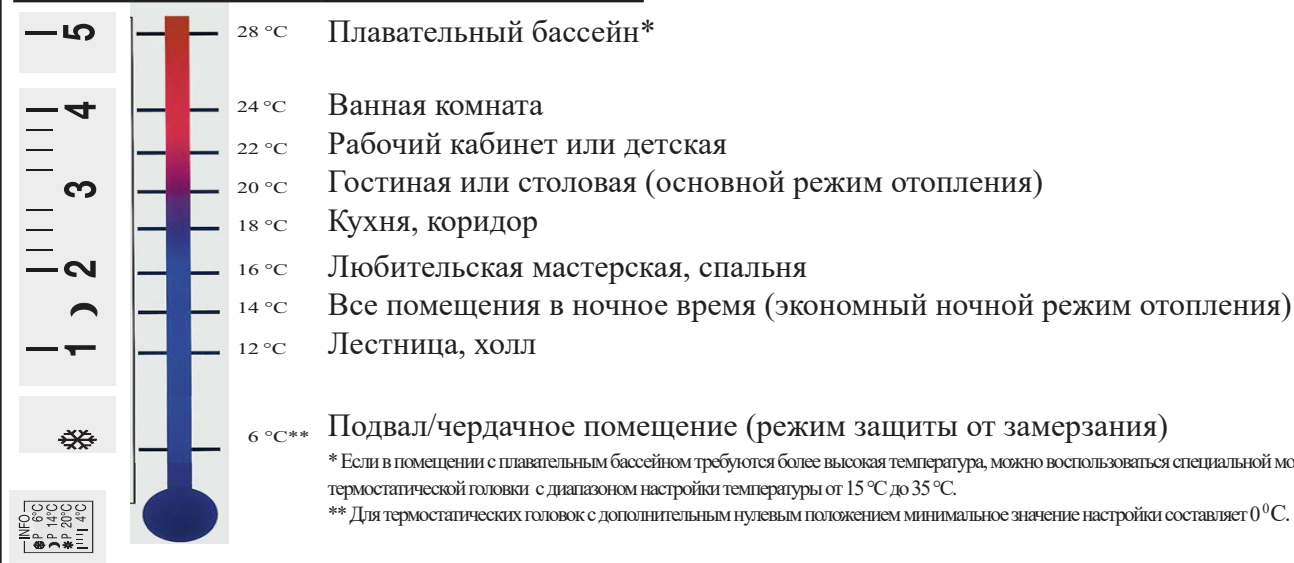 5
28 °C Плавательный бассейн*
4
24 °C Ванная комната
22 °C Рабочий кабинет или детская
3
20 °C Гостиная или столовая (основной режим отопления)
18 °C Кухня, коридор
2
16 °C Любительская мастерская, спальня
14 °C Все помещения в ночное время (экономный ночной режим отопления)
1
12 °C Лестница, холл
6 °C** Подвал/чердачное помещение (режим защиты от замерзания)
* Если в помещении с плавательным бассейном требуются более высокая температура, можно воспользоваться специальной мо
термостатической головки с диапазоном настройки температуры от 15 °C до 35 °C.
** Для термостатических головок с дополнительным нулевым положением минимальное значение настройки составляет 0⁰C.
INFO
P 6°C
P 14°C
P 20°C
4°C